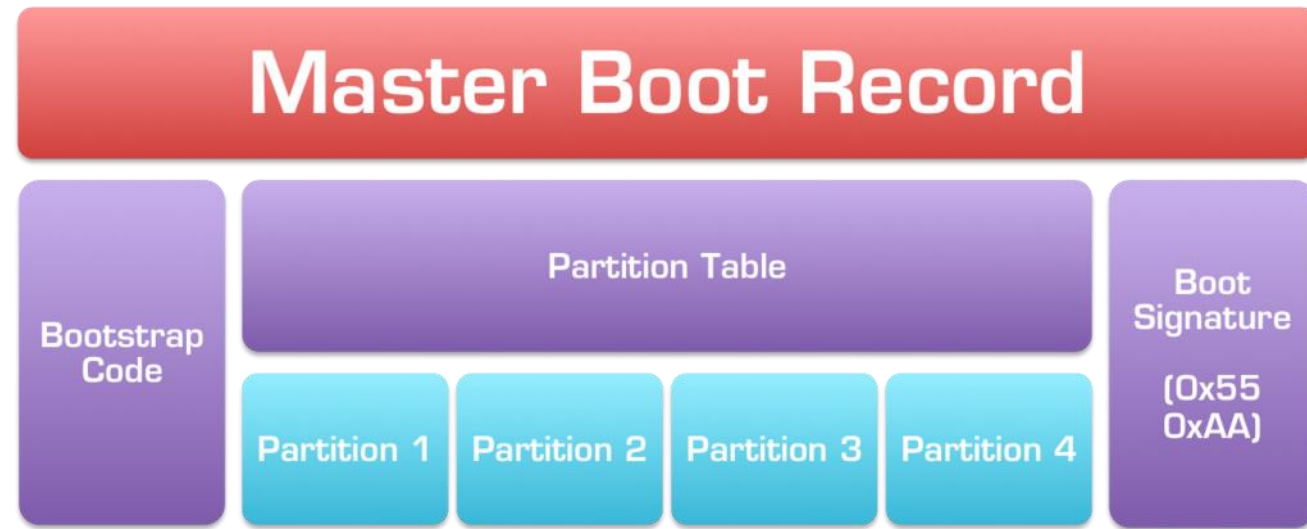 Master Boot Record
Bootstrap
Code
Partition Table
Partition 1
Partition 2
Partition 3
Partition 4
Boot
Signature
(0x55
0xAA)